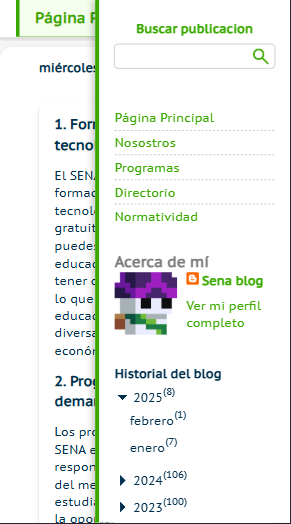 Página P
miércoles
1. For
tecno
El SENA
formac
tecnolo
gratuit
puedes
educac
tener c
lo que
educac
diversa
económ
2. Prog
demar
Los pro
SENA e
respon
del me
estudia
la opor
Buscar publicacion
Página Principal
Nosostros
Programas
Directorio
Normatividad
Acerca de mí
Sena blog
Ver mi perfil
completo
Historial del blog
2025(8)
febrero(1)
enero(7)
2024(106)
2023(100)